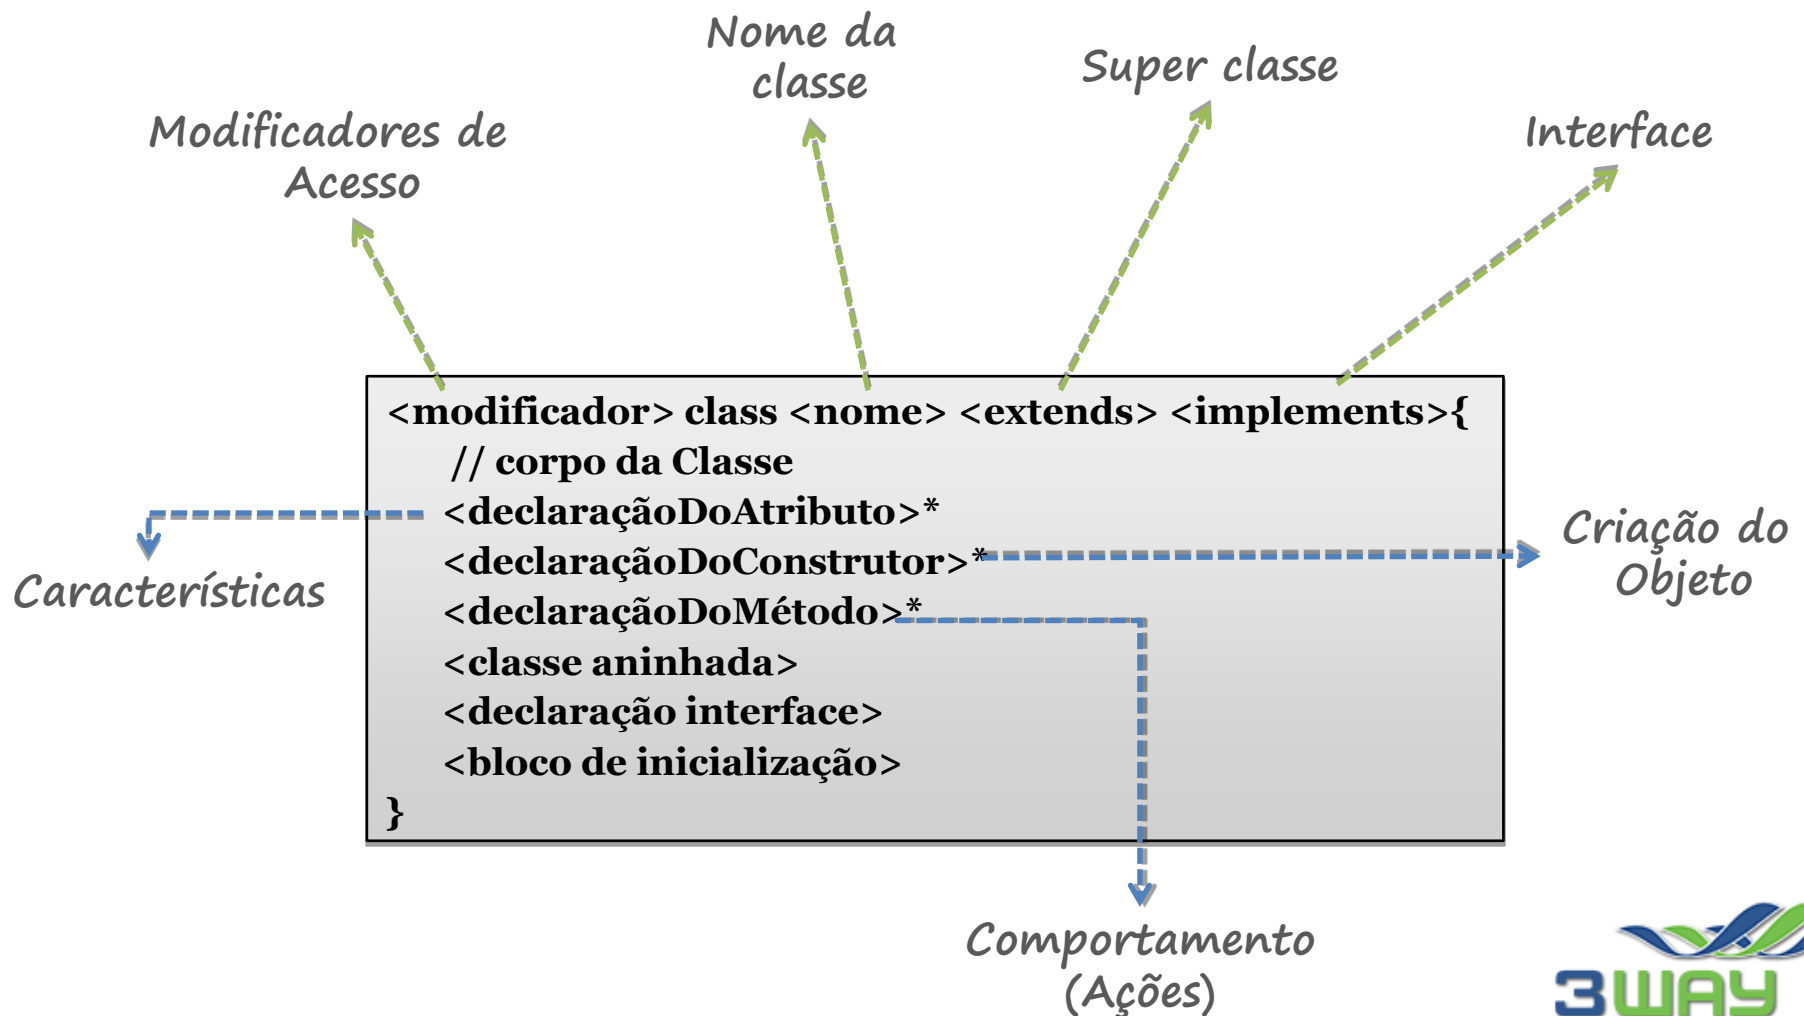 Nome da
classe
Super classe
Modificadores de
Acesso
Interface
<modificador> class <nome> <extends> <implements>{
// corpo da Classe
<declaraçãoDoAtributo>*
<declaraçãoDoConstrutor>*
<declaraçãoDoMétodo>*
<classe aninhada>
<declaração interface>
<bloco de inicialização>
}
Características
Criação do
Objeto
Comportamento
(Ações)
3WAY